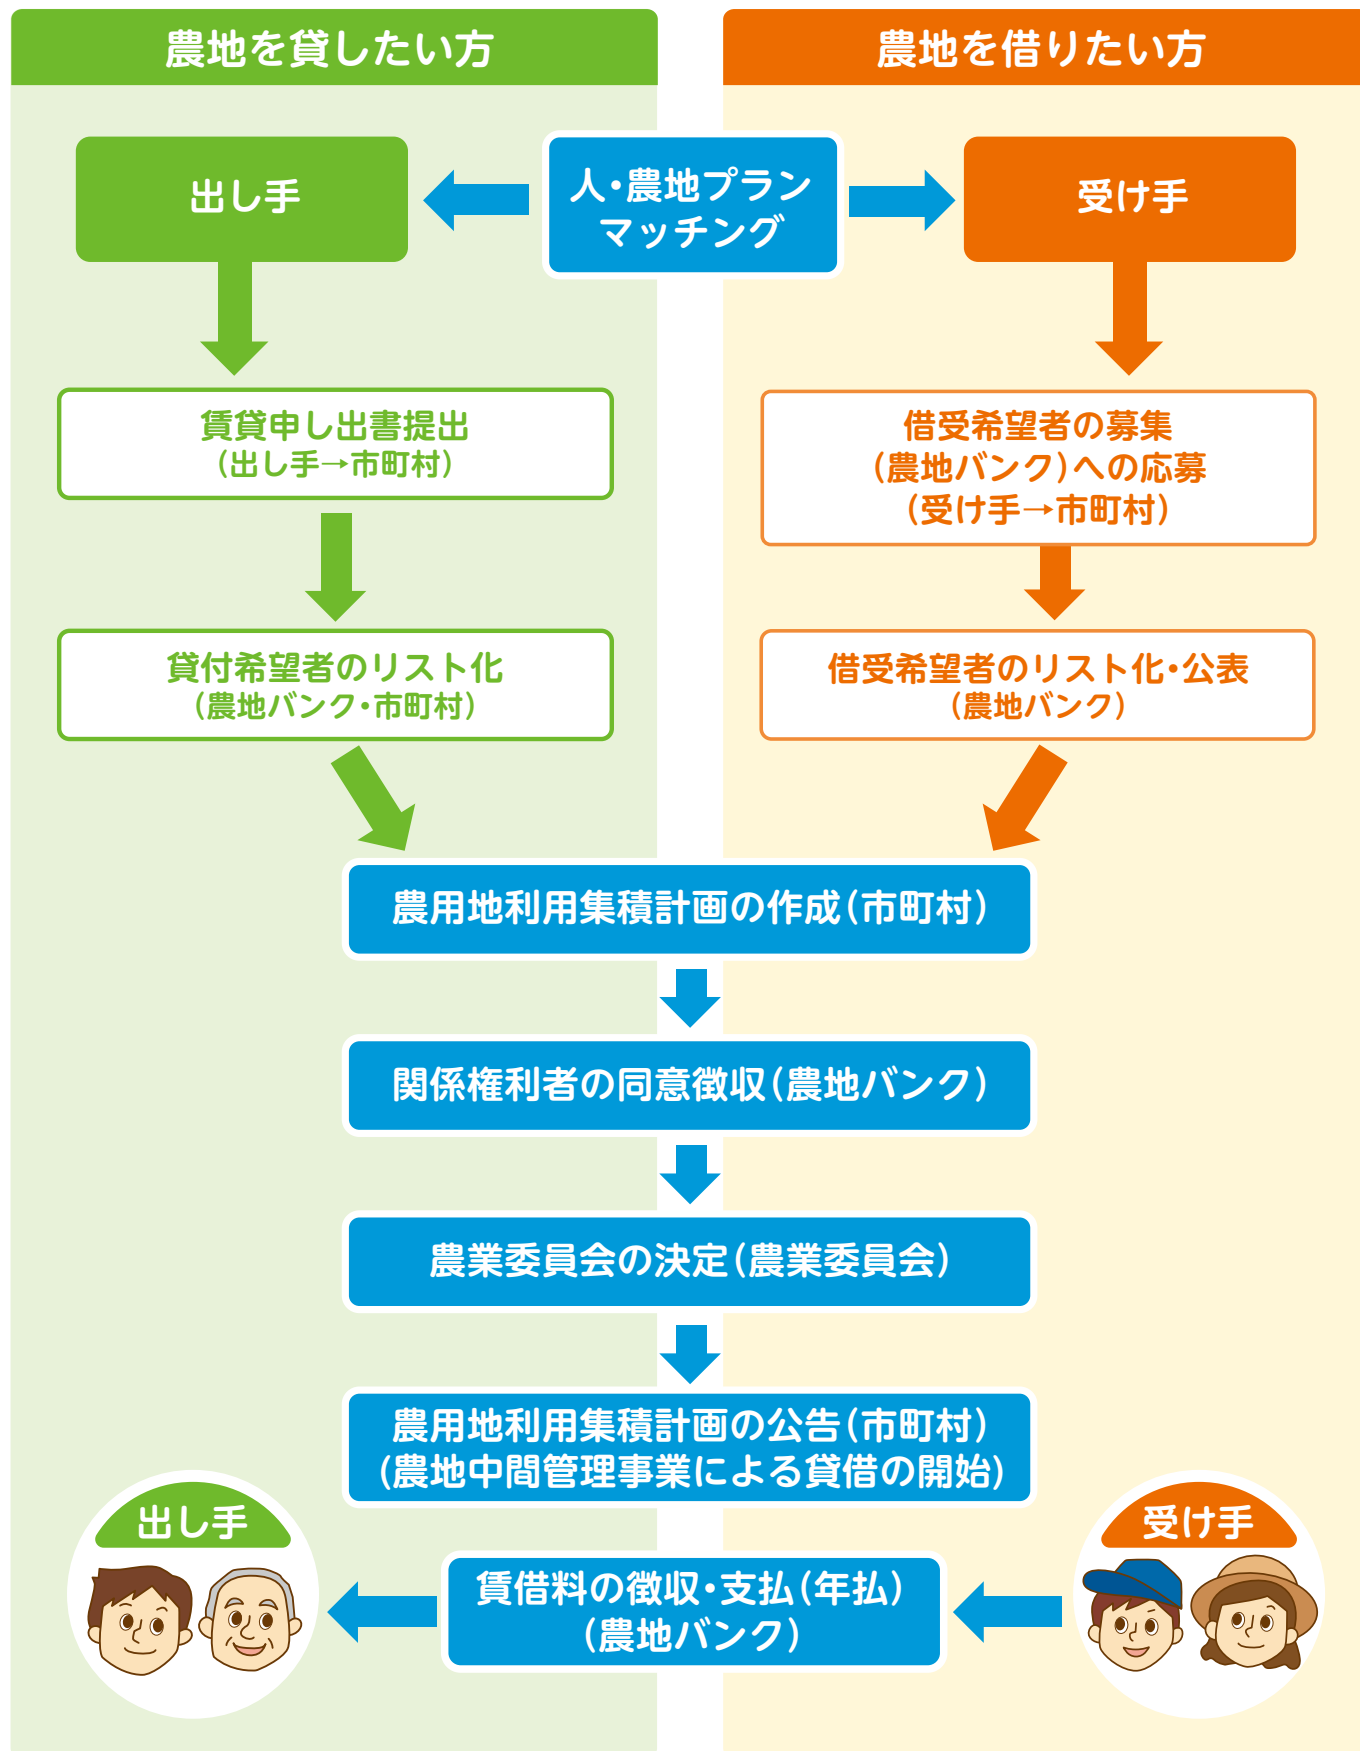 農地を貸したい方
農地を借りたい方
出し手
人・農地プラン
マッチング
受け手
賃貸申し出書提出
（出し手→市町村）
借受希望者の募集
（農地バンク）への応募
（受け手→市町村）
貸付希望者のリスト化
（農地バンク・市町村）
借受希望者のリスト化・公表
（農地バンク）
農用地利用集積計画の作成（市町村）
関係権利者の同意徴収（農地バンク）
農業委員会の決定（農業委員会）
農用地利用集積計画の公告（市町村）
（農地中間管理事業による貸借の開始）
出し手
受け手
賃借料の徴収・支払（年払）
（農地バンク）